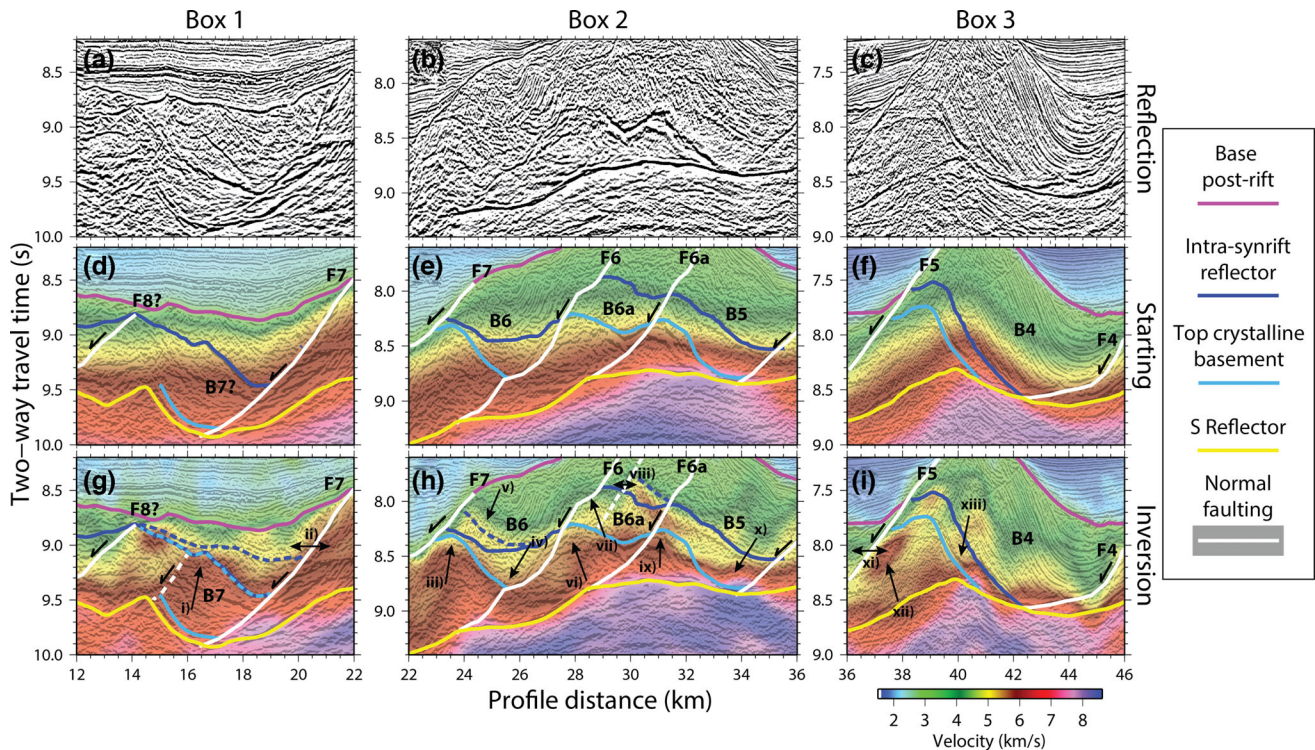 Box 1
Box 2
Box 3
(a)
(b)
(c)
8.5
9.0
9.5
10.0
8.0
8.5
9.0
7.5
8.0
8.5
9.0
Reflection
(d)
F8?
F7
B7?
(e)
F7
F6
F6a
B6
B6a
B5
(f)
F5
B4
F4
8.5
9.0
9.5
10.0
8.0
8.5
9.0
7.5
8.0
8.5
9.0
Starting
Two-way travel time (s)
(g)
F8?
F7
ii)
i)
B7
(h)
F7
F6
F6a
v)
viii)
B6
B6a
B5
iii)
iv)
vii)
vi)
ix)
x)
(i)
F5
xiii)
B4
F4
xi)
xii)
8.5
9.0
9.5
10.0
8.0
8.5
9.0
7.5
8.0
8.5
9.0
Inversion
12 14 16 18 20 22
22 24 26 28 30 32 34 36
36 38 40 42 44 46
Profile distance (km)
2 3 4 5 6 7 8
Velocity (km/s)
Base
post-rift
Intra-synrift
reflector
Top crystalline
basement
S Reflector
Normal
faulting